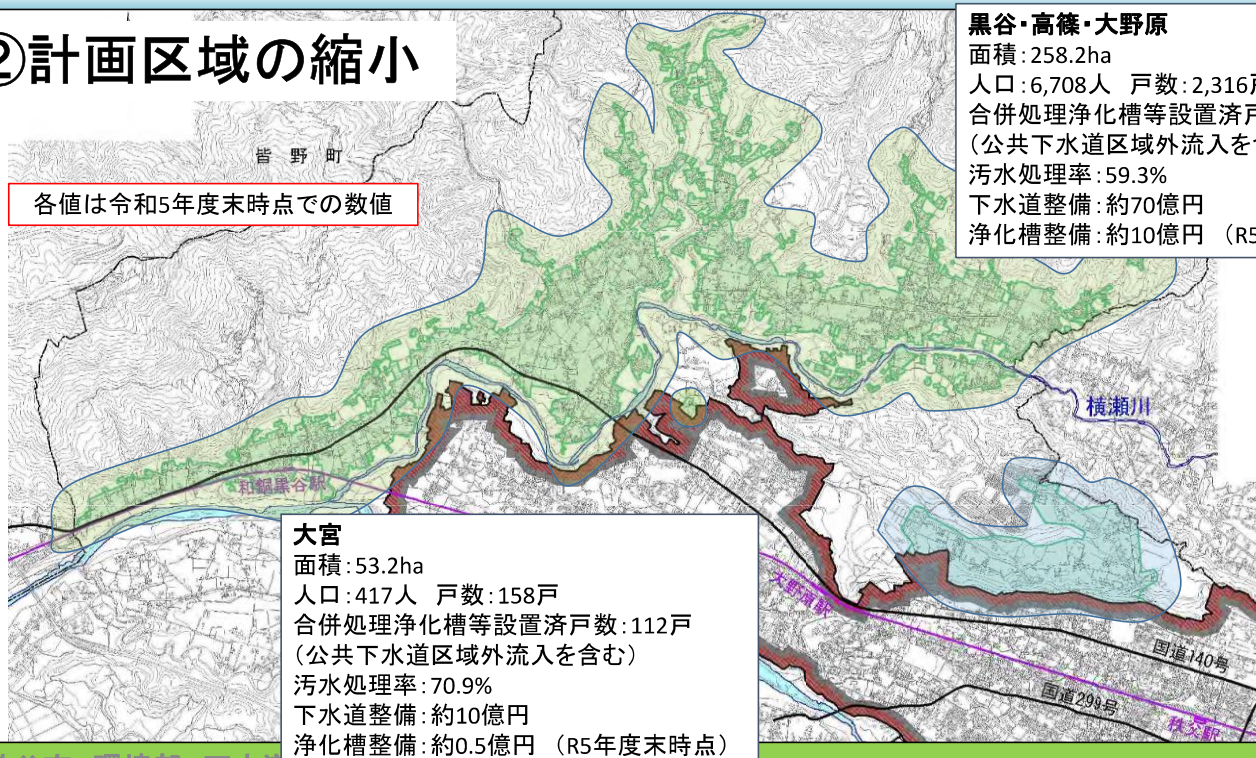 ②計画区域の縮小
黒谷・高篠・大野原
面積:258.2ha
人口:6,708人 戸数:2,316戸
合併処理浄化槽等設置済戸
(公共下水道区域外流入を
汚水処理率:59.3%
下水道整備:約70億円
浄化槽整備:約10億円 (R5
皆野町
各値は令和5年度末時点での数値
横瀬川
和銅黒谷駅
大宮
面積:53.2ha
人口:417人 戸数:158戸
合併処理浄化槽等設置済戸数:112戸
(公共下水道区域外流入を含む)
汚水処理率:70.9%
下水道整備:約10億円
浄化槽整備:約0.5億円 (R5年度末時点)
大野原駅
国道140号
国道299号
秩父駅